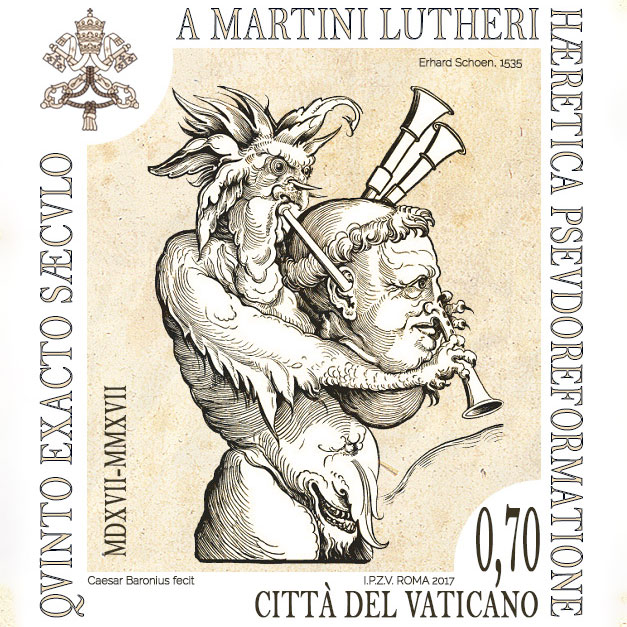 QVINTO EXACTO SÆCVLO
A MARTINI LUTHERI
HÆRETICA PSEVDOREFORMATIONE
Erhard Schoen, 1535
MDXVII-MMXVII
0,70
Caesar Baronius fecit
I.P.Z.V. ROMA 2017
CITTÀ DEL VATICANO